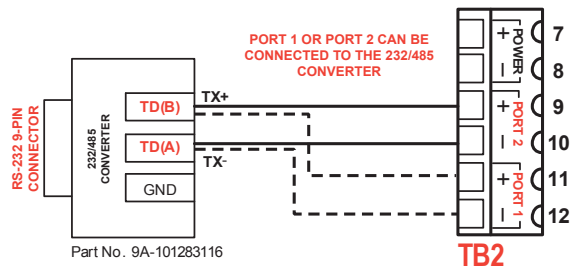 PORT 1 OR PORT 2 CAN BE
CONNECTED TO THE 232/485
CONVERTER
RS-232 9-PIN
CONNECTOR
232/485
CONVERTER
TD(B)
TX+
TD(A)
TX-
GND
Part No. 9A-101283116
+
POWER
–
7
8
+
PORT 2
–
9
10
+
PORT 1
–
11
12
TB2